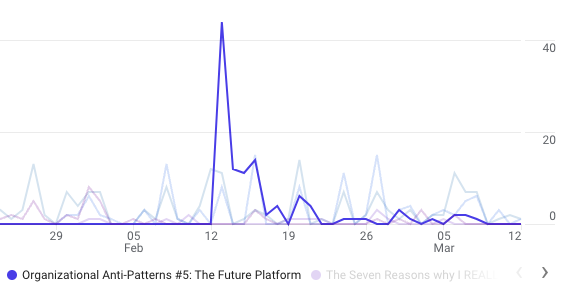 40
20
0
29 05 12 19 26 05 12
Feb Mar
Organizational Anti-Patterns #5: The Future Platform The Seven Reasons why I REAL